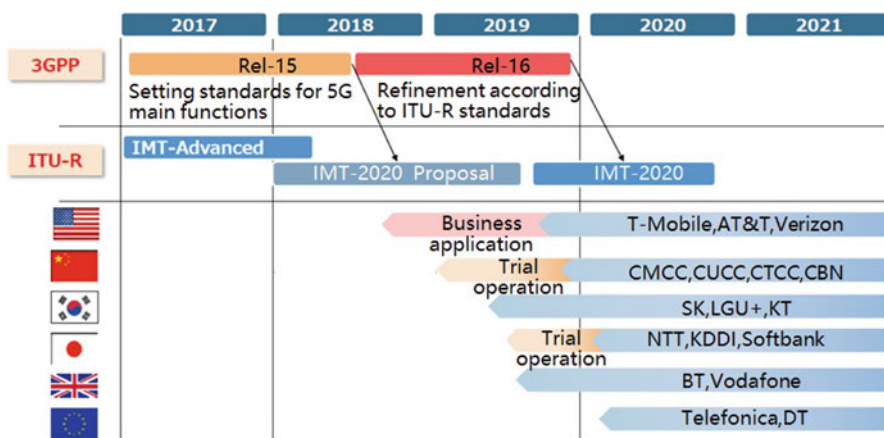 2017 2018 2019 2020 2021
3GPP
Rel-15 Rel-16
Setting standards for 5G
main functions
Refinement according
to ITU-R standards
ITU-R
IMT-Advanced
IMT-2020 Proposal IMT-2020
Business
application
T-Mobile,AT&T,Verizon
Trial
operation
CMCC,CUCC,CTCC,CBN
SK,LGU+,KT
Trial
operation
NTT,KDDI,Softbank
BT,Vodafone
Telefonica,DT